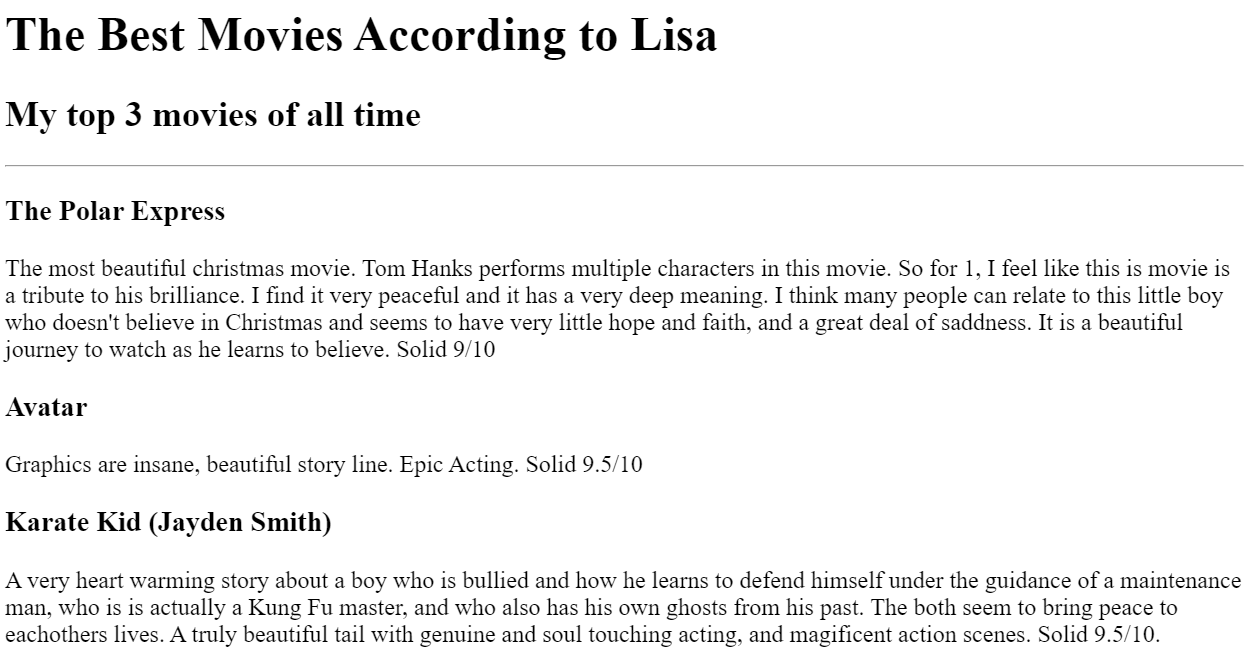 The Best Movies According to Lisa
My top 3 movies of all time
The Polar Express
The most beautiful christmas movie. Tom Hanks performs multiple characters in this movie. So for 1, I feel like this is movie is
a tribute to his brilliance. I find it very peaceful and it has a very deep meaning. I think many people can relate to this little boy
who doesn't believe in Christmas and seems to have very little hope and faith, and a great deal of saddness. It is a beautiful
journey to watch as he learns to believe. Solid 9/10
Avatar
Graphics are insane, beautiful story line. Epic Acting. Solid 9.5/10
Karate Kid (Jayden Smith)
A very heart warming story about a boy who is bullied and how he learns to defend himself under the guidance of a maintenance
man, who is is actually a Kung Fu master, and who also has his own ghosts from his past. The both seem to bring peace to
eachothers lives. A truly beautiful tail with genuine and soul touching acting, and magificent action scenes. Solid 9.5/10.